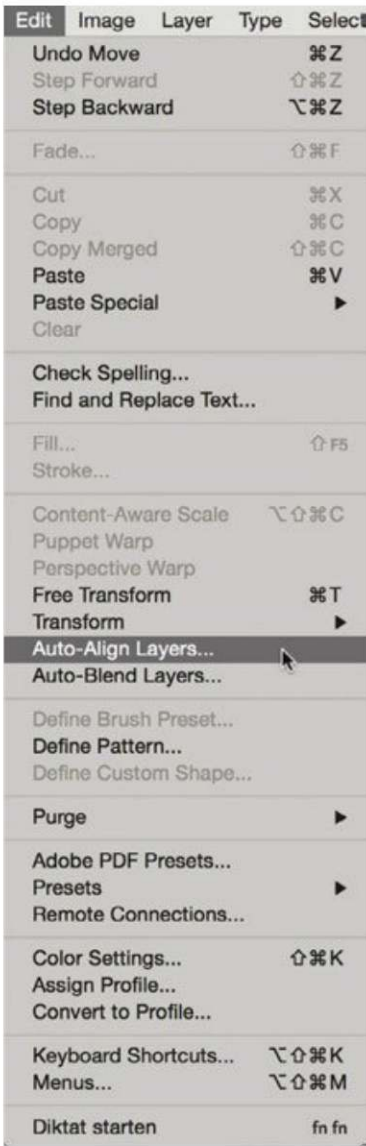 Edit Image Layer Type Select
Undo Move ⌘Z
Step Forward ⇧⌘Z
Step Backward ⌥⌘Z
Fade... ⇧⌘F
Cut ⌘X
Copy ⌘C
Copy Merged ⇧⌘C
Paste ⌘V
Paste Special ▶
Clear
Check Spelling...
Find and Replace Text...
Fill... ⇧F5
Stroke...
Content-Aware Scale ⌥⇧⌘C
Puppet Warp
Perspective Warp
Free Transform ⌘T
Transform ▶
Auto-Align Layers...
Auto-Blend Layers...
Define Brush Preset...
Define Pattern...
Define Custom Shape...
Purge ▶
Adobe PDF Presets...
Presets ▶
Remote Connections...
Color Settings... ⇧⌘K
Assign Profile...
Convert to Profile...
Keyboard Shortcuts... ⌥⇧⌘K
Menus... ⌥⇧⌘M
Diktat starten fn fn